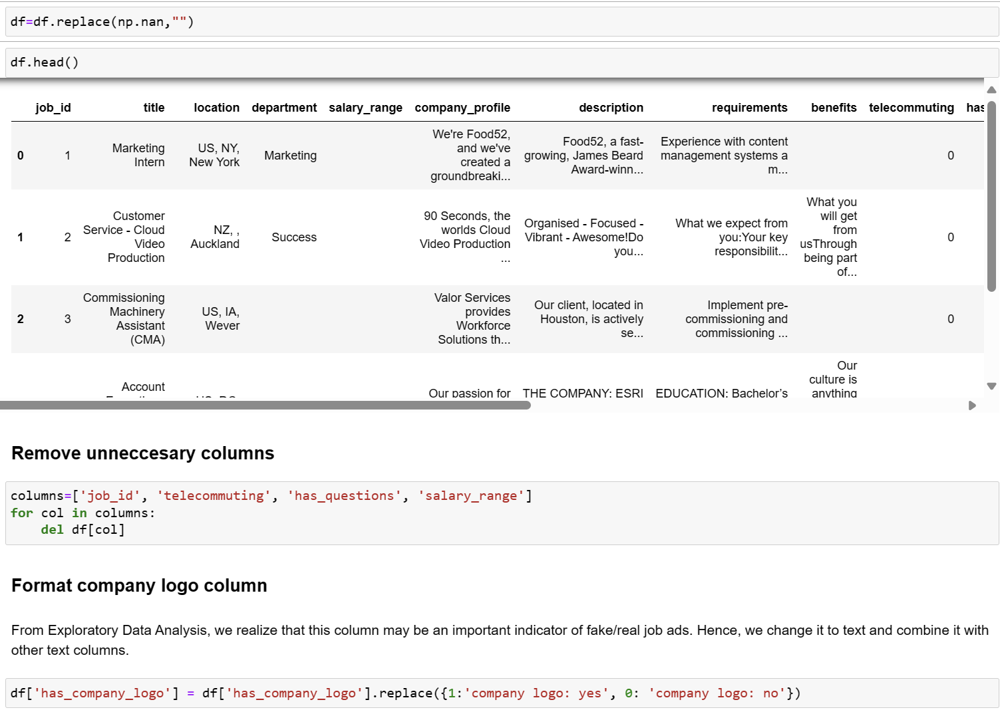 df=df.replace(np.nan,"")
df.head()
job_id title location department salary_range company_profile description requirements benefits telecommuting has
0 1 Marketing Intern US, NY, New York Marketing We're Food52, and we've created a groundbreaki... Food52, a fast-growing, James Beard Award-winn... Experience with content management systems a m... 0
1 2 Customer Service - Cloud Video Production NZ, , Auckland Success 90 Seconds, the worlds Cloud Video Production ... Organised - Focused - Vibrant - Awesome!Do you... What we expect from you:Your key responsibilit... What you will get from usThrough being part of... 0
2 3 Commissioning Machinery Assistant (CMA) US, IA, Wever Valor Services provides Workforce Solutions th... Our client, located in Houston, is actively se... Implement pre-commissioning and commissioning ... 0
Account Our passion for THE COMPANY: ESRI EDUCATION: Bachelor’s Our culture is anything
Remove unneccesary columns
columns=['job_id', 'telecommuting', 'has_questions', 'salary_range']
for col in columns:
    del df[col]
Format company logo column
From Exploratory Data Analysis, we realize that this column may be an important indicator of fake/real job ads. Hence, we change it to text and combine it with
other text columns.
df['has_company_logo'] = df['has_company_logo'].replace({1:'company logo: yes', 0: 'company logo: no'})